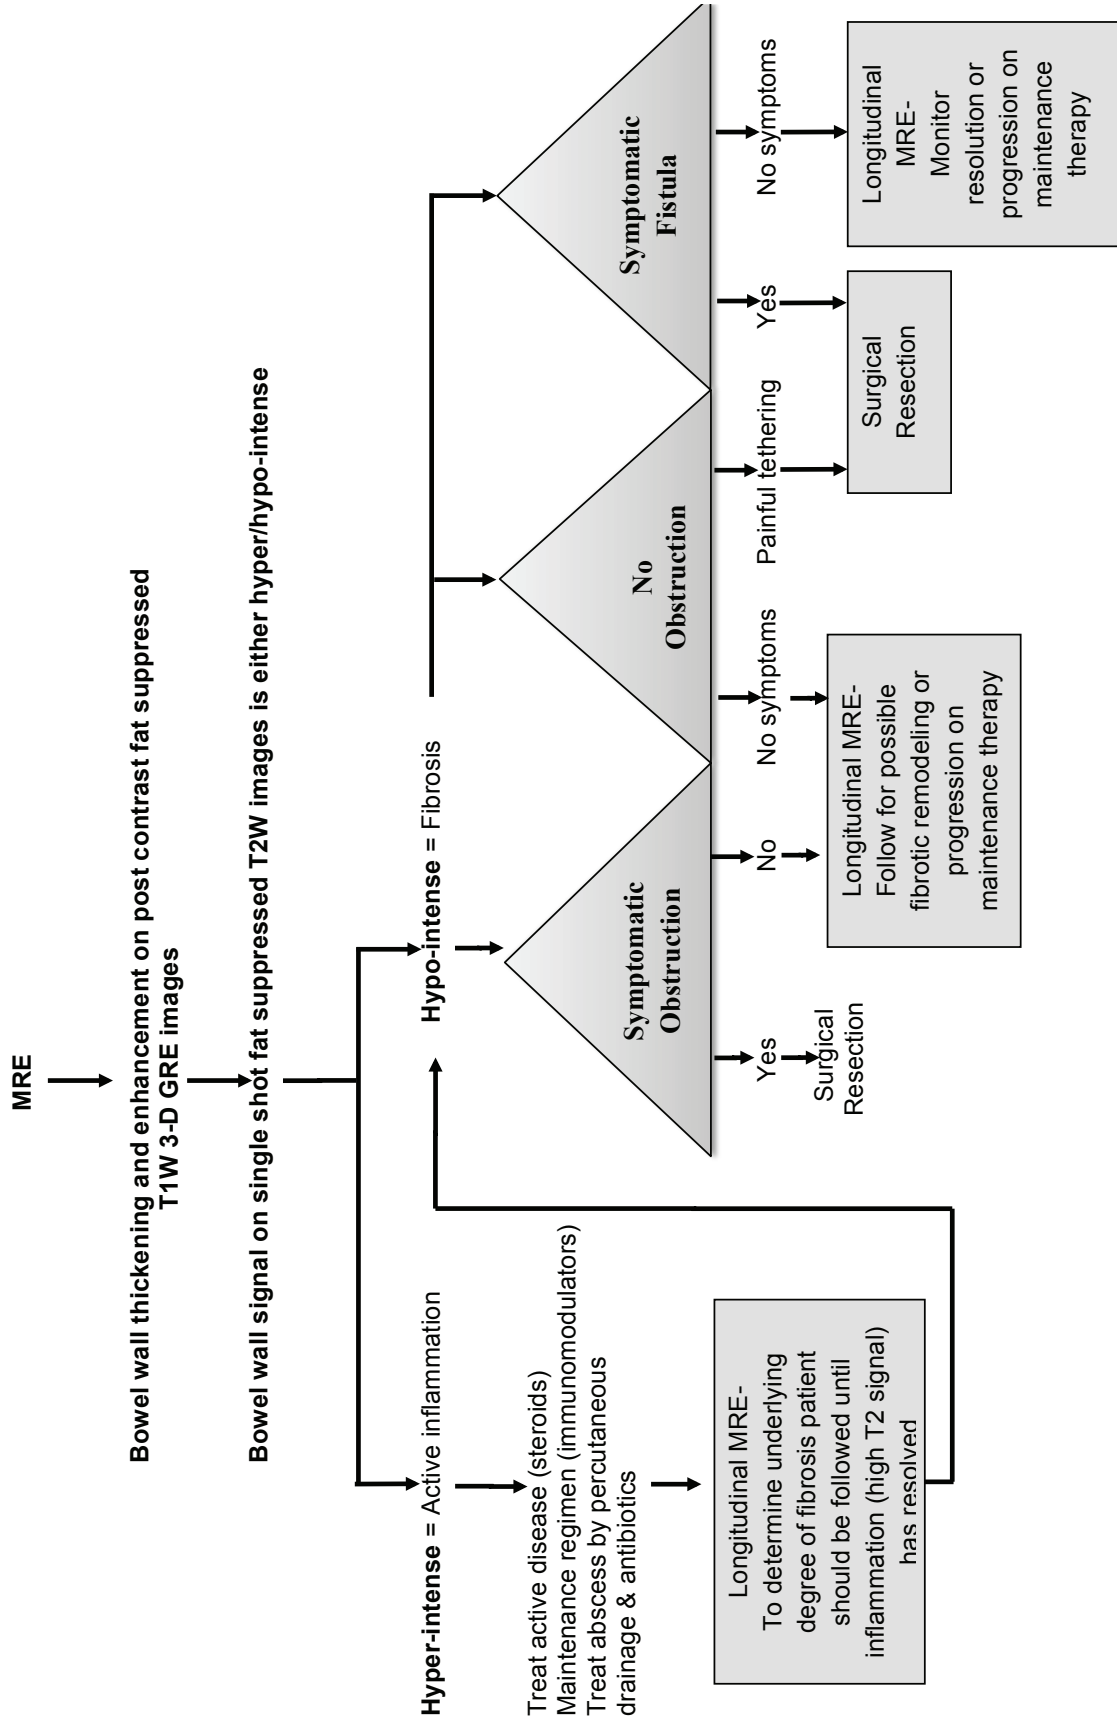 MRE
Bowel wall thickening and enhancement on post contrast fat suppressed
T1W 3-D GRE images
Bowel wall signal on single shot fat suppressed T2W images is either hyper/hypo-intense
Hyper-intense = Active inflammation
Treat active disease (steroids)
Maintenance regimen (immunomodulators)
Treat abscess by percutaneous
drainage & antibiotics
Longitudinal MRE-
To determine underlying
degree of fibrosis patient
should be followed until
inflammation (high T2 signal)
has resolved
Hypo-intense = Fibrosis
Symptomatic
Obstruction
Yes
Surgical
Resection
No
No
Obstruction
No symptoms
Longitudinal MRE-
Follow for possible
fibrotic remodeling or
progression on
maintenance therapy
Painful tethering
Symptomatic
Fistula
Yes
Surgical
Resection
No symptoms
Longitudinal
MRE-
Monitor
resolution or
progression on
maintenance
therapy